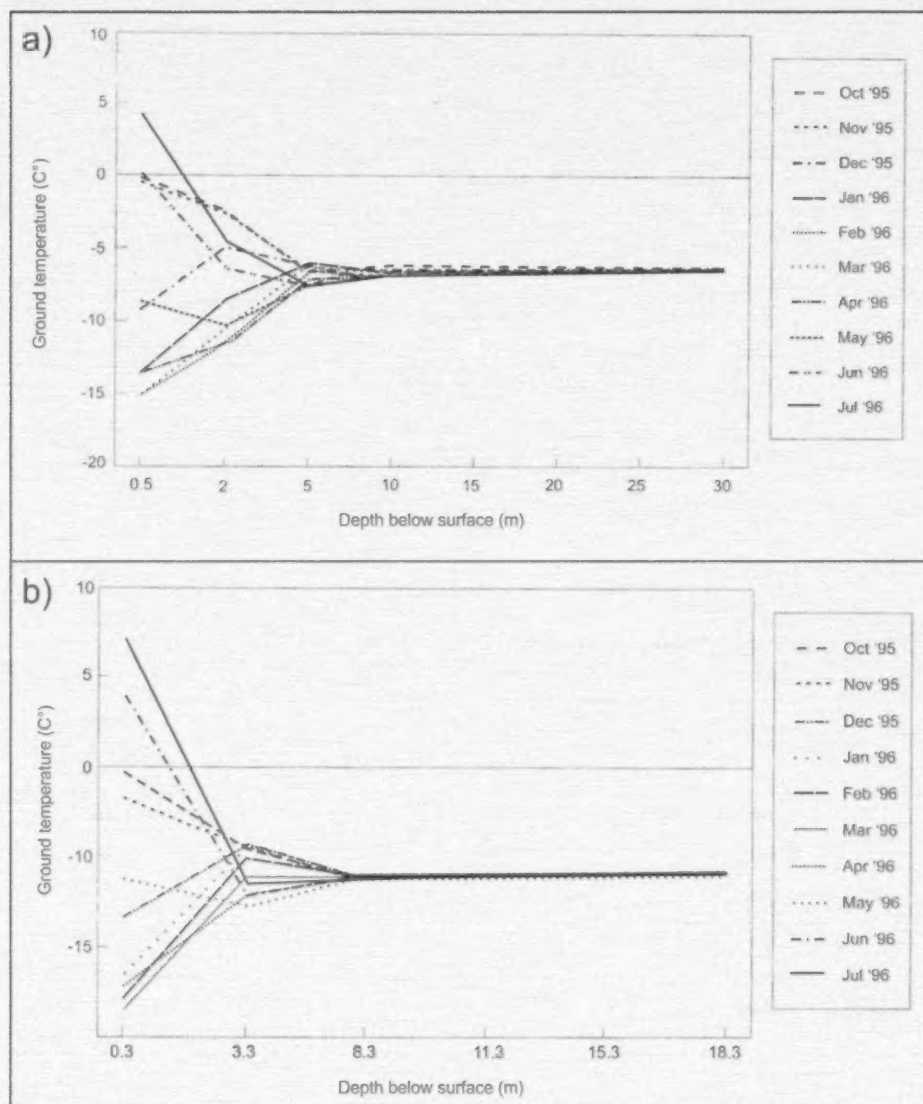 a)
10
5
0
-5
-10
-15
-20
Ground temperature (C°)
0.5 2 5 10 15 20 25 30
Depth below surface (m)
Oct '95
Nov '95
Dec '95
Jan '96
Feb '96
Mar '96
Apr '96
May '96
Jun '96
Jul '96
b)
10
5
0
-10
-15
Ground temperature (C°)
0.3 3.3 8.3 11.3 15.3 18.3
Depth below surface (m)
Oct '95
Nov '95
Dec '95
Jan '96
Feb '96
Mar '96
Apr '96
May '96
Jun '96
Jul '96